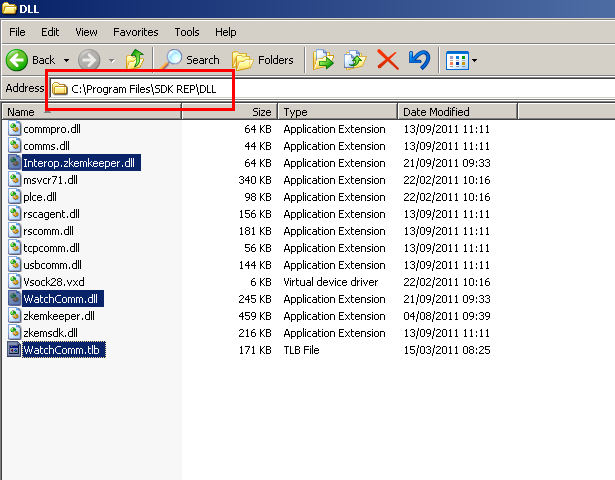 DLL
File Edit View Favorites Tools Help
Back Search Folders
Address C:\Program Files\SDK REP\DLL
Name Size Type Date Modified
commpro.dll 64 KB Application Extension 13/09/2011 11:11
comms.dll 44 KB Application Extension 13/09/2011 11:11
Interop.zkemkeeper.dll 64 KB Application Extension 21/09/2011 09:33
msvcr71.dll 340 KB Application Extension 22/02/2011 10:16
plce.dll 98 KB Application Extension 22/02/2011 10:16
rscagent.dll 156 KB Application Extension 13/09/2011 11:11
rscomm.dll 181 KB Application Extension 13/09/2011 11:11
tcpcomm.dll 56 KB Application Extension 13/09/2011 11:11
usbcomm.dll 144 KB Application Extension 13/09/2011 11:11
Vsock28.vxd 6 KB Virtual device driver 22/02/2011 10:16
WatchComm.dll 245 KB Application Extension 21/09/2011 09:33
zkemkeeper.dll 459 KB Application Extension 04/08/2011 09:39
zkemsdk.dll 216 KB Application Extension 13/09/2011 11:11
WatchComm.tlb 171 KB TLB File 15/03/2011 08:25